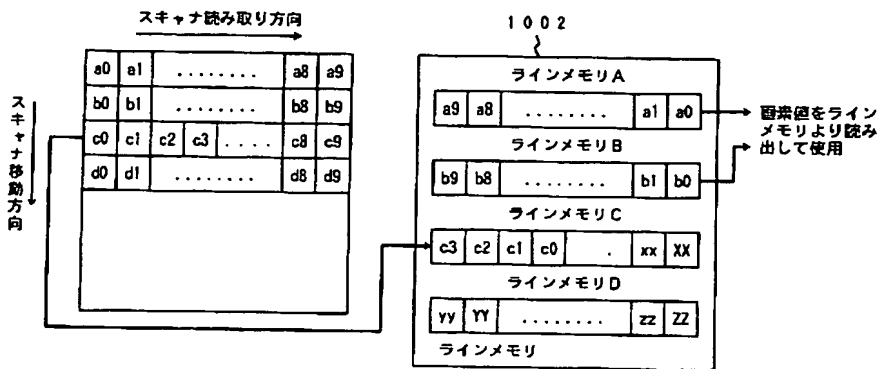 スキャナ読み取り方向
スキャナ移動方向
a0 a1 ........ a8 a9
b0 b1 ........ b8 b9
c0 c1 c2 c3 .... c8 c9
d0 d1 ........ d8 d9
1002
ラインメモリA
a9 a8 ........ a1 a0
ラインメモリB
b9 b8 ........ b1 b0
ラインメモリC
c3 c2 c1 c0 . xx XX
ラインメモリD
yy YY ........ zz ZZ
ラインメモリ
画素値をライン
メモリより読み
出して使用